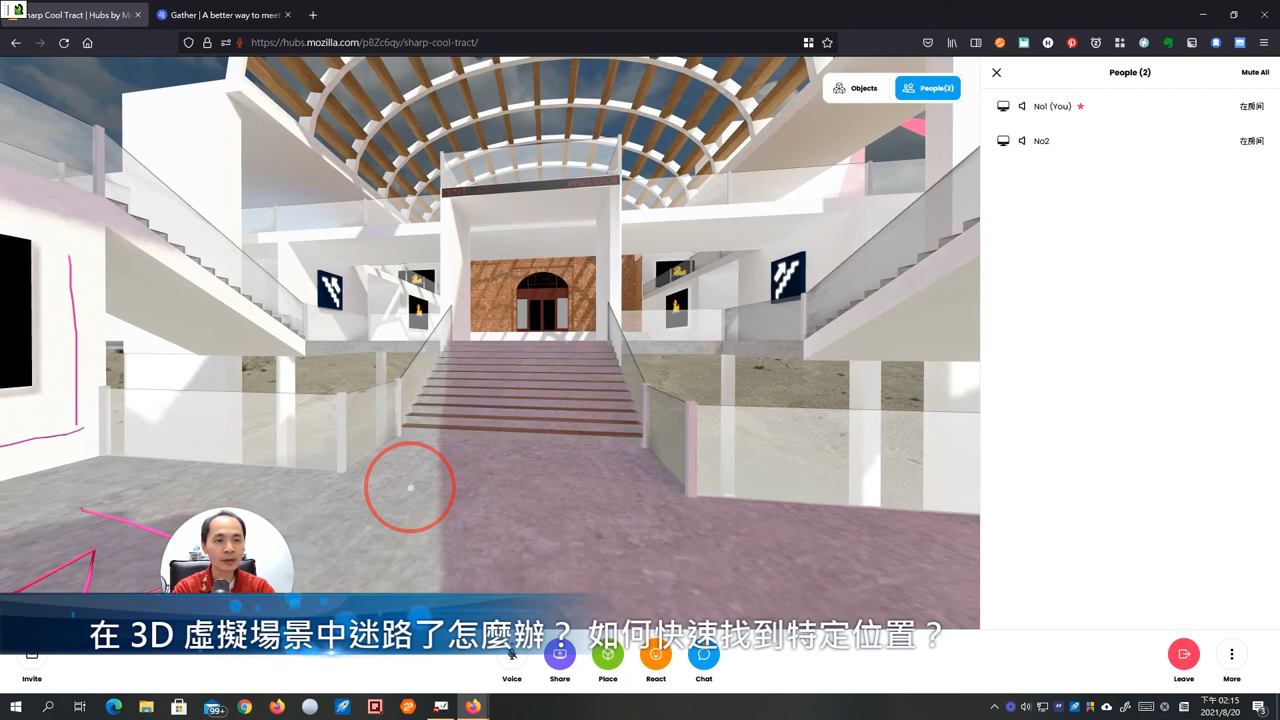 Sharp Cool Tract | Hubs by M
Gather | A better way to meet
https://hubs.mozilla.com/pBZc6qy/sharp-cool-tract/
Objects
People(2)
People (2)
Mute All
No1 (You)
在房间
No2
在房间
在 3D 虛擬場景中迷路了怎麼辦？ 如何快速找到特定位置？
Invite
Voice
Share
Place
React
Chat
Leave
More
99+
下午 02:15
2021/8/20
3